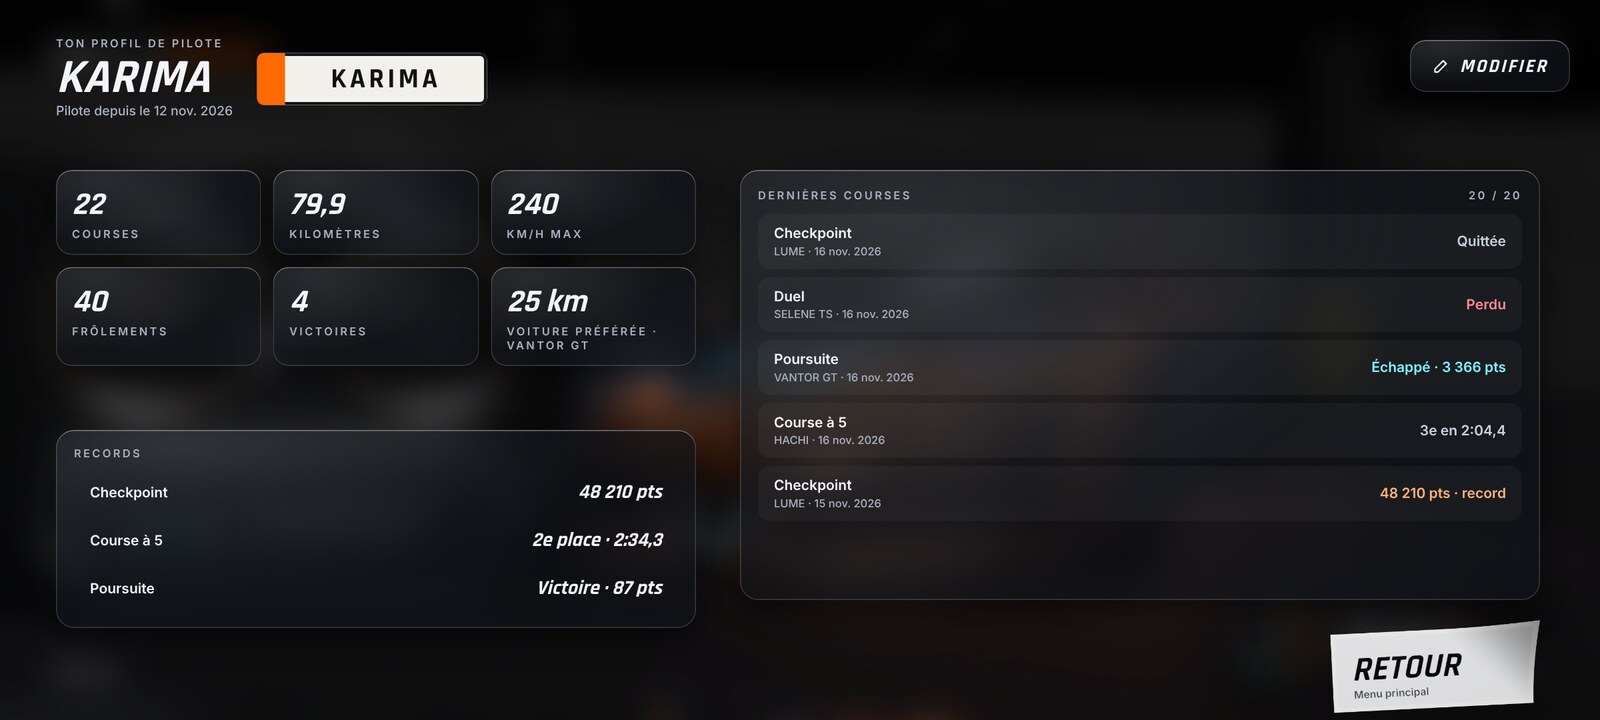 TON PROFIL DE PILOTE
KARIMA
KARIMA
Pilote depuis le 12 nov. 2026
MODIFIER
22
COURSES
79,9
KILOMÈTRES
240
KM/H MAX
40
FRÔLEMENTS
4
VICTOIRES
25 km
VOITURE PRÉFÉRÉE ·
VANTOR GT
RECORDS
Checkpoint
48 210 pts
Course à 5
2e place · 2:34,3
Poursuite
Victoire · 87 pts
DERNIÈRES COURSES
20 / 20
Checkpoint
LUME · 16 nov. 2026
Quittée
Duel
SELENE TS · 16 nov. 2026
Perdu
Poursuite
VANTOR GT · 16 nov. 2026
Échappé · 3 366 pts
Course à 5
HACHI · 16 nov. 2026
3e en 2:04,4
Checkpoint
LUME · 15 nov. 2026
48 210 pts · record
RETOUR
Menu principal